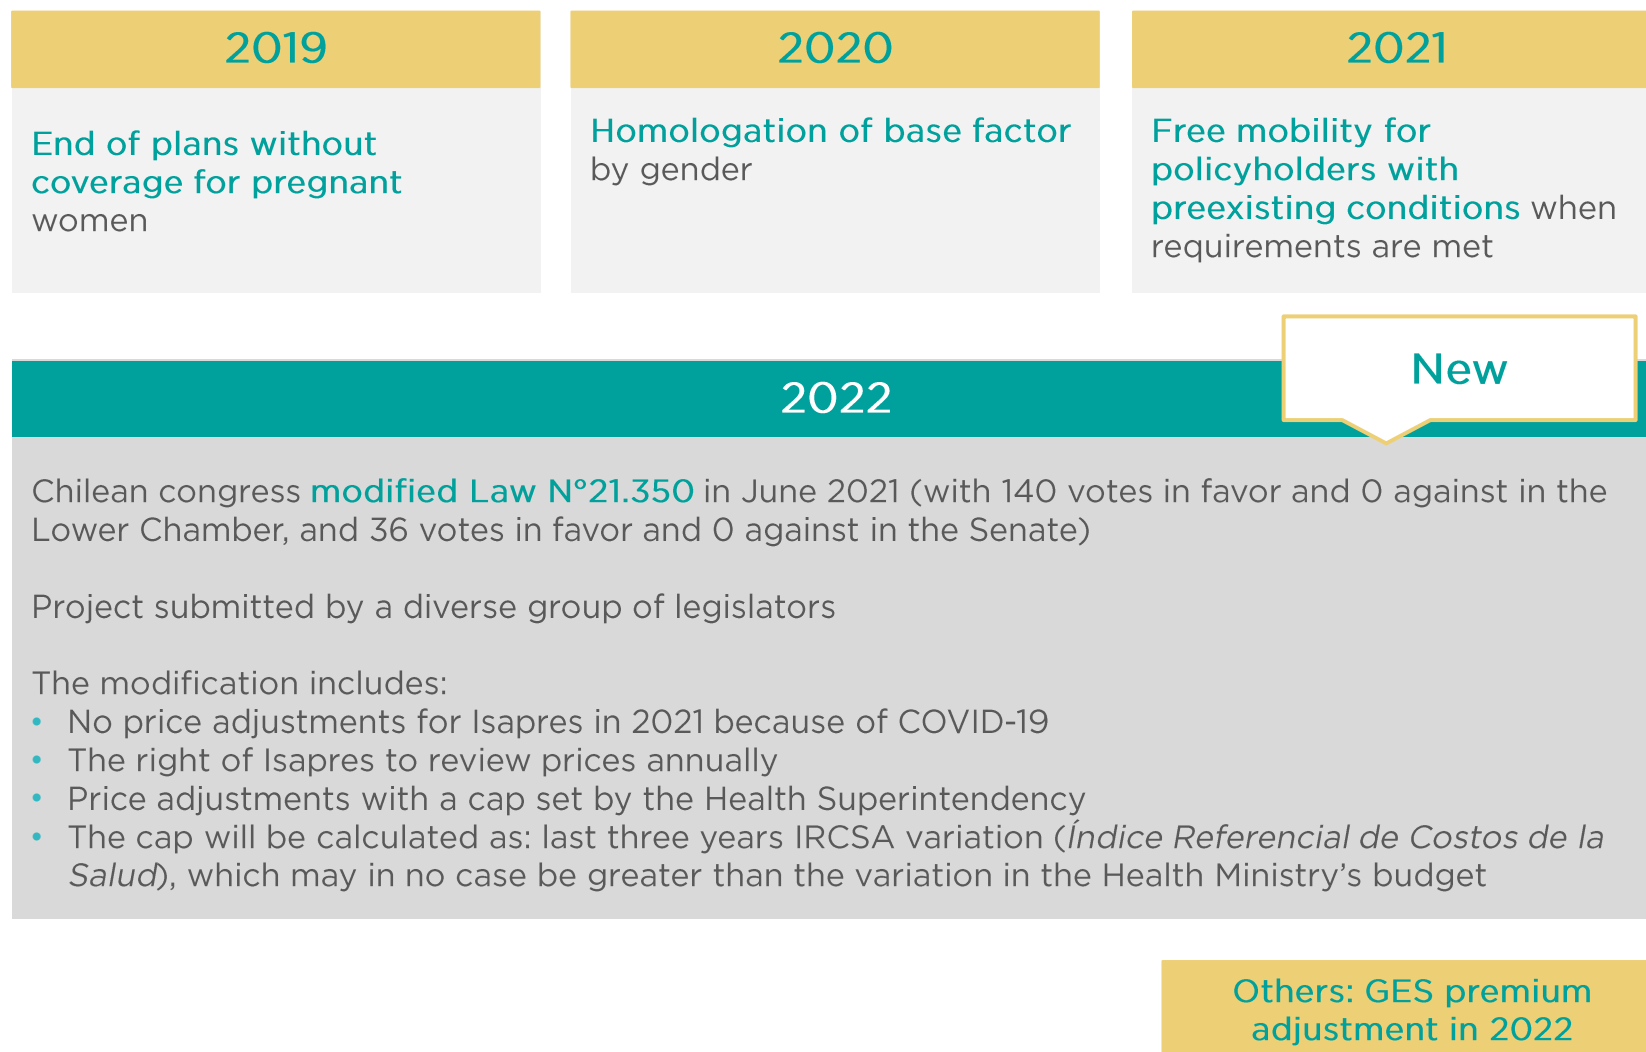 2019
End of plans without
coverage for pregnant
women
2020
Homologation of base factor
by gender
2021
Free mobility for
policyholders with
preexisting conditions when
requirements are met
New
2022
Chilean congress modified Law N°21.350 in June 2021 (with 140 votes in favor and 0 against in the
Lower Chamber, and 36 votes in favor and 0 against in the Senate)
Project submitted by a diverse group of legislators
The modification includes:
• No price adjustments for Isapres in 2021 because of COVID-19
• The right of Isapres to review prices annually
• Price adjustments with a cap set by the Health Superintendency
• The cap will be calculated as: last three years IRCSA variation (Índice Referencial de Costos de la
Salud), which may in no case be greater than the variation in the Health Ministry's budget
Others: GES premium
adjustment in 2022